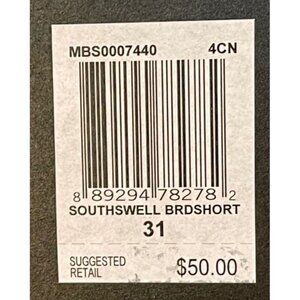 MBS0007440 4CN
8 89294 78278 2
SOUTHSWELL BRDSHORT
31
SUGGESTED
RETAIL $50.00